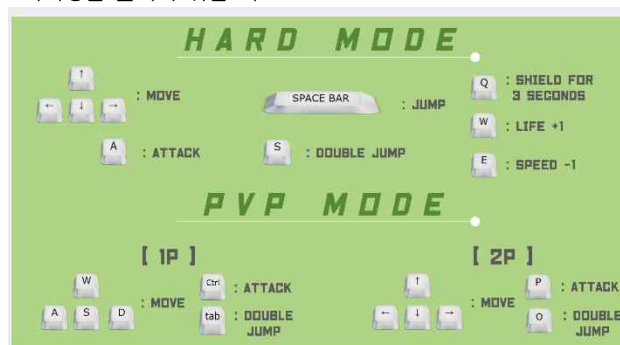 HARD MODE
↑
← ↓ →
: MOVE
SPACE BAR
: JUMP
Q
: SHIELD FOR
3 SECONDS
W
: LIFE +1
A
: ATTACK
S
: DOUBLE JUMP
E
: SPEED -1
PVP MODE
[ 1P ]
[ 2P ]
W
A S D
: MOVE
Ctrl
: ATTACK
tab
: DOUBLE
JUMP
↑
← ↓ →
: MOVE
P
: ATTACK
O
: DOUBLE
JUMP